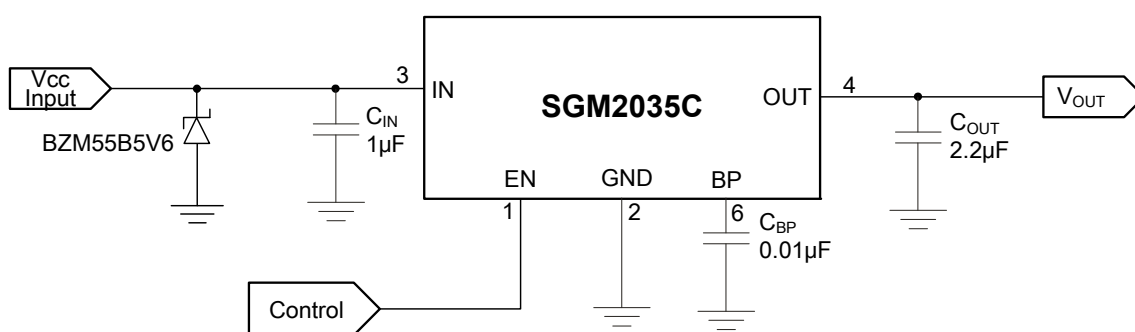 Vcc
Input
BZM55B5V6
CIN
1µF
3
IN
SGM2035C
OUT
4
EN
GND
BP
1
2
6
CBP
0.01µF
COUT
2.2µF
VOUT
Control